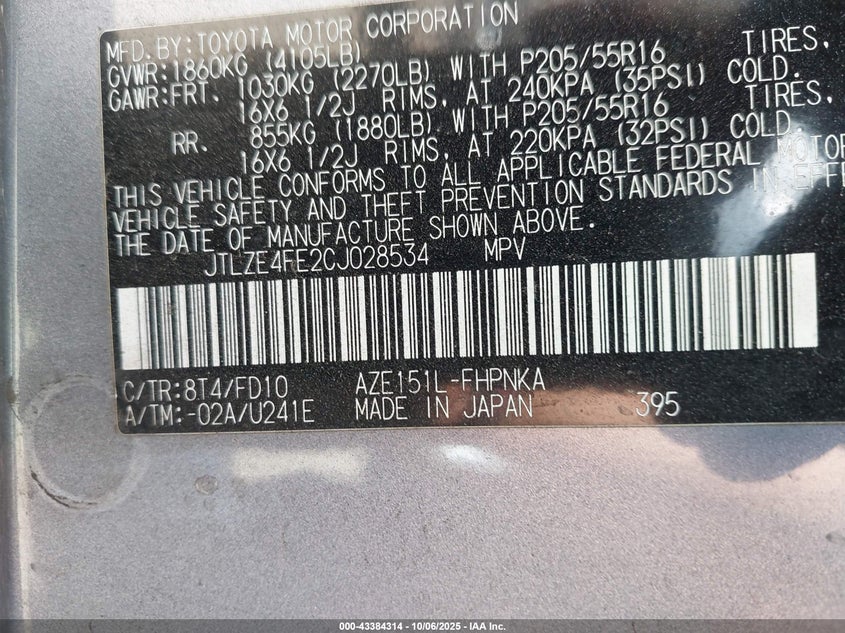 MFD. BY: TOYOTA MOTOR CORPORATION
GVWR: 1860KG (4105LB)
GAWR: FRT. 1030KG (2270LB) WITH P205/55R16 TIRES,
16X6 1/2J RIMS, AT 240KPA (35PSI) COLD.
RR. 855KG (1880LB) WITH P205/55R16 TIRES,
16X6 1/2J RIMS, AT 220KPA (32PSI) COLD.
THIS VEHICLE CONFORMS TO ALL APPLICABLE FEDERAL MOTOR
VEHICLE SAFETY AND THEFT PREVENTION STANDARDS IN EFFE
THE DATE OF MANUFACTURE SHOWN ABOVE.
JTLZE4FE2CJ028534 MPV
C/TR: 8T4/FD10 AZE151L-FHPNKA
A/TM: -02A/U241E MADE IN JAPAN 395
000-43384314 - 10/06/2025 - IAA Inc.